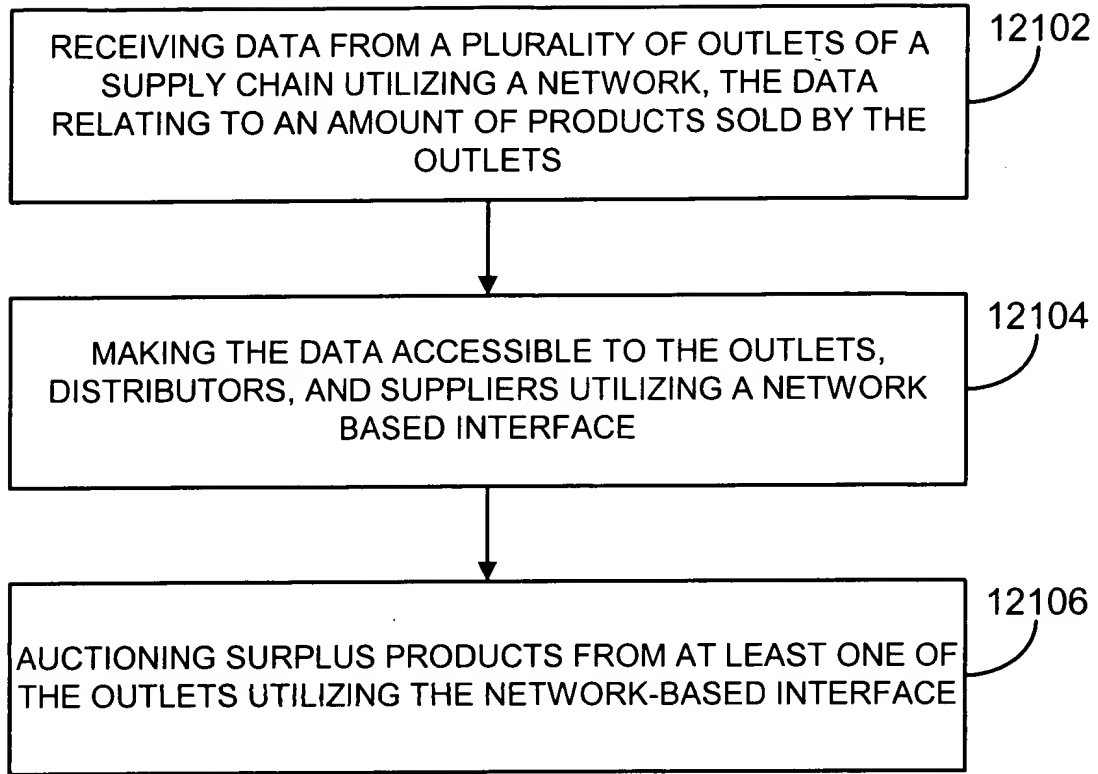 12102
RECEIVING DATA FROM A PLURALITY OF OUTLETS OF A
SUPPLY CHAIN UTILIZING A NETWORK, THE DATA
RELATING TO AN AMOUNT OF PRODUCTS SOLD BY THE
OUTLETS
12104
MAKING THE DATA ACCESSIBLE TO THE OUTLETS,
DISTRIBUTORS, AND SUPPLIERS UTILIZING A NETWORK
BASED INTERFACE
12106
AUCTIONING SURPLUS PRODUCTS FROM AT LEAST ONE OF
THE OUTLETS UTILIZING THE NETWORK-BASED INTERFACE